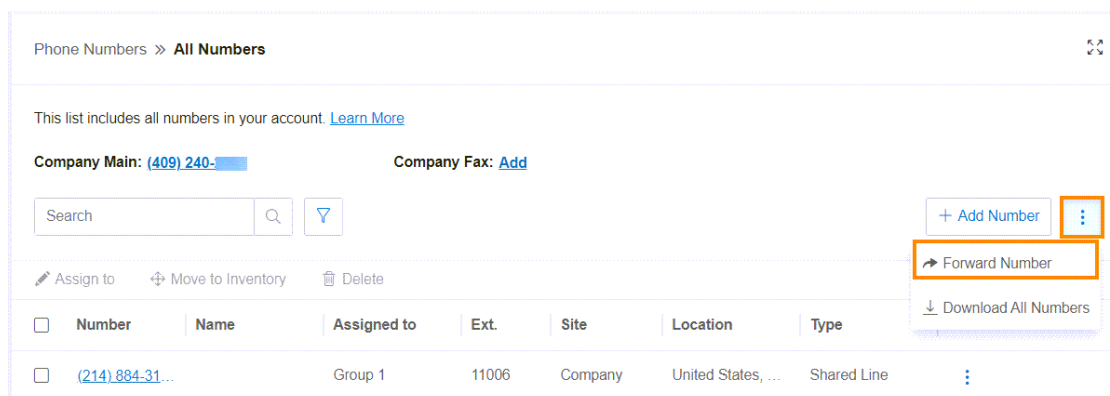 Phone Numbers » All Numbers
This list includes all numbers in your account. Learn More
Company Main: (409) 240- Company Fax: Add
Search + Add Number
Forward Number
Assign to Move to Inventory Delete
Download All Numbers
Number Name Assigned to Ext. Site Location Type
(214) 884-31... Group 1 11006 Company United States, ... Shared Line